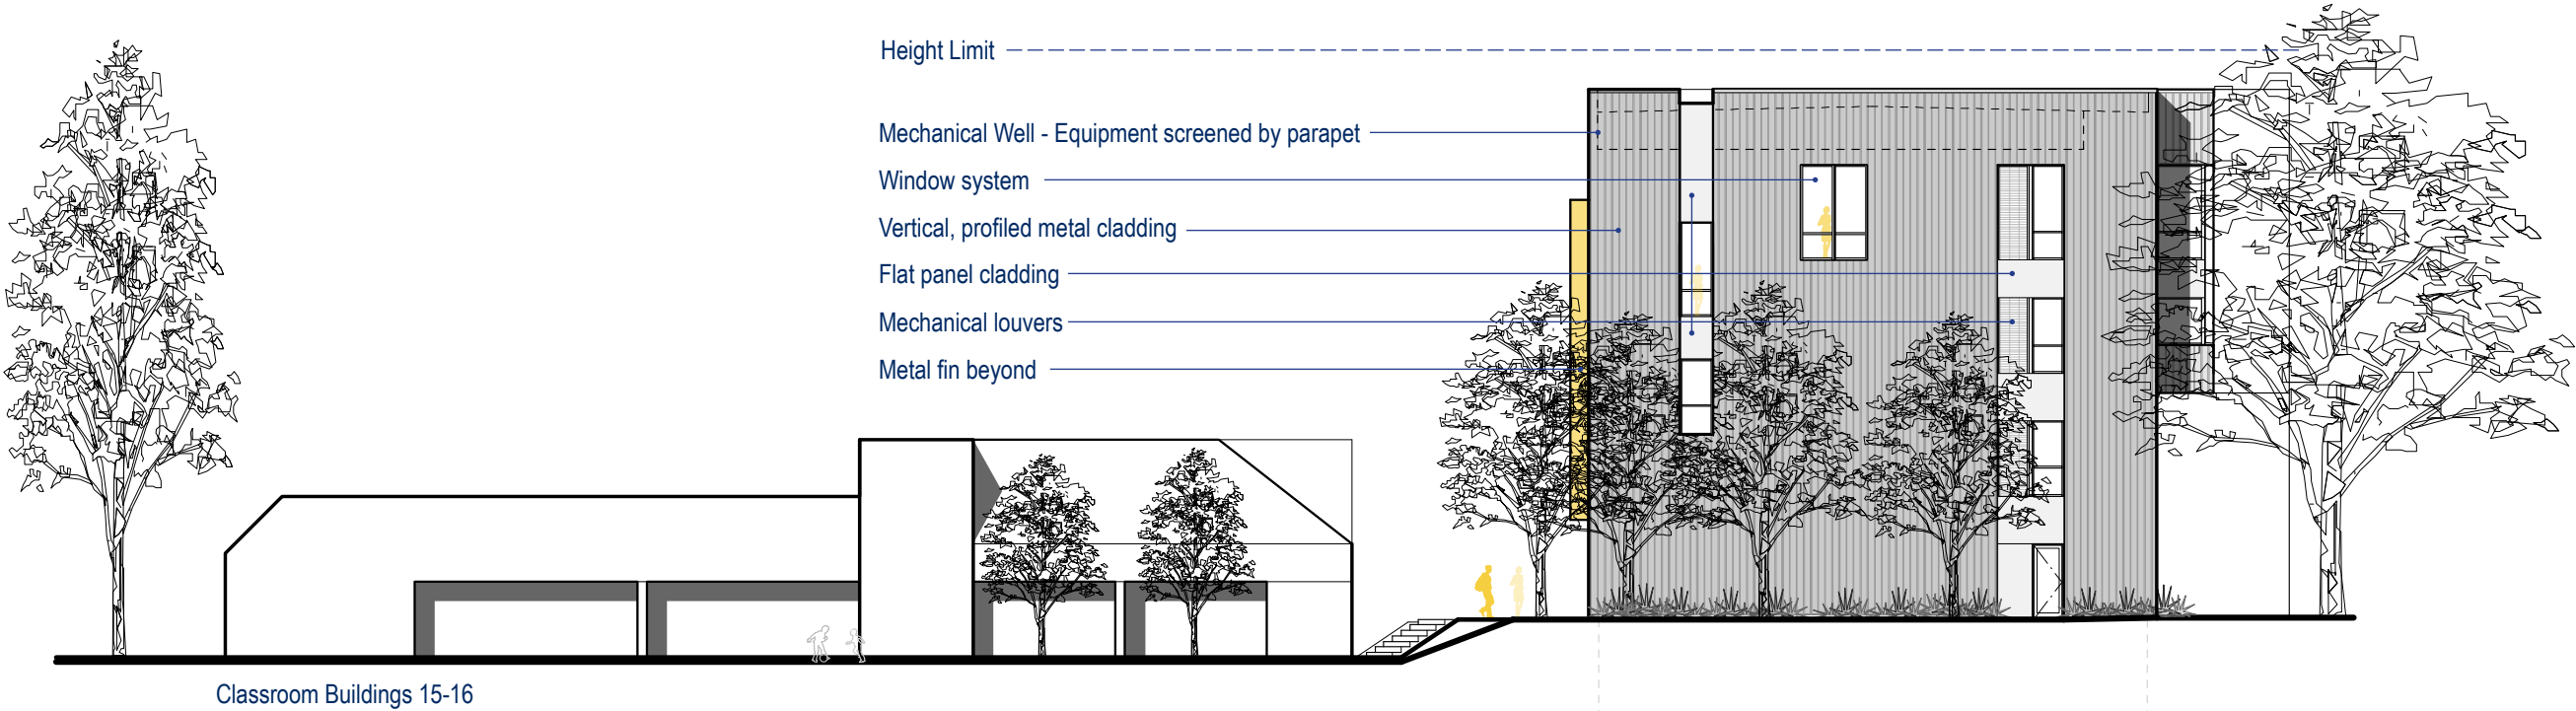 Height Limit
Mechanical Well - Equipment screened by parapet
Window system
Vertical, profiled metal cladding
Flat panel cladding
Mechanical louvers
Metal fin beyond
Classroom Buildings 15-16